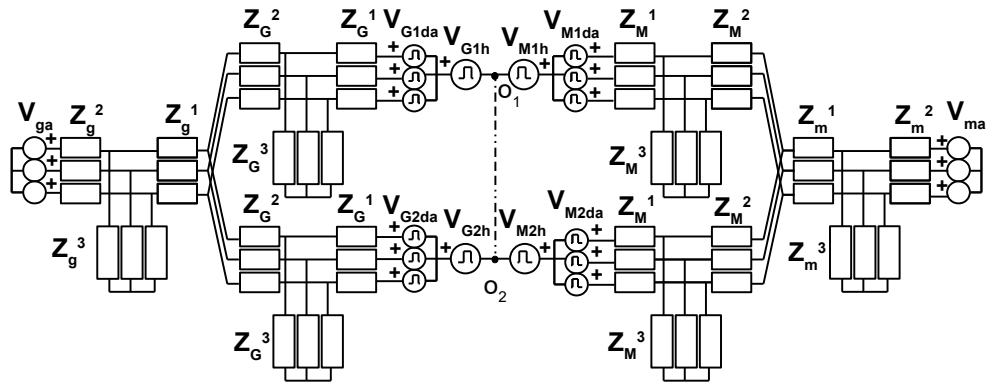 Z_G^2 Z_G^1 V_G1da V_G1h V_M1h V_M1da Z_M^1 Z_M^2
+ + + + + + + +
O_1
V_ga Z_g^2 Z_g^1 Z_m^1 Z_m^2 V_ma
+ + + + + +
Z_G^3 Z_M^3
Z_G^2 Z_G^1 V_G2da V_G2h V_M2h V_M2da Z_M^1 Z_M^2
+ + + + + + + +
Z_g^3 Z_m^3
O_2
Z_G^3 Z_M^3